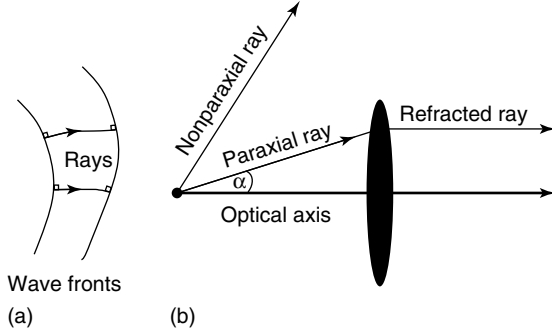 Rays
Wave fronts
(a)
Nonparaxial ray
Paraxial ray
Refracted ray
α
Optical axis
(b)